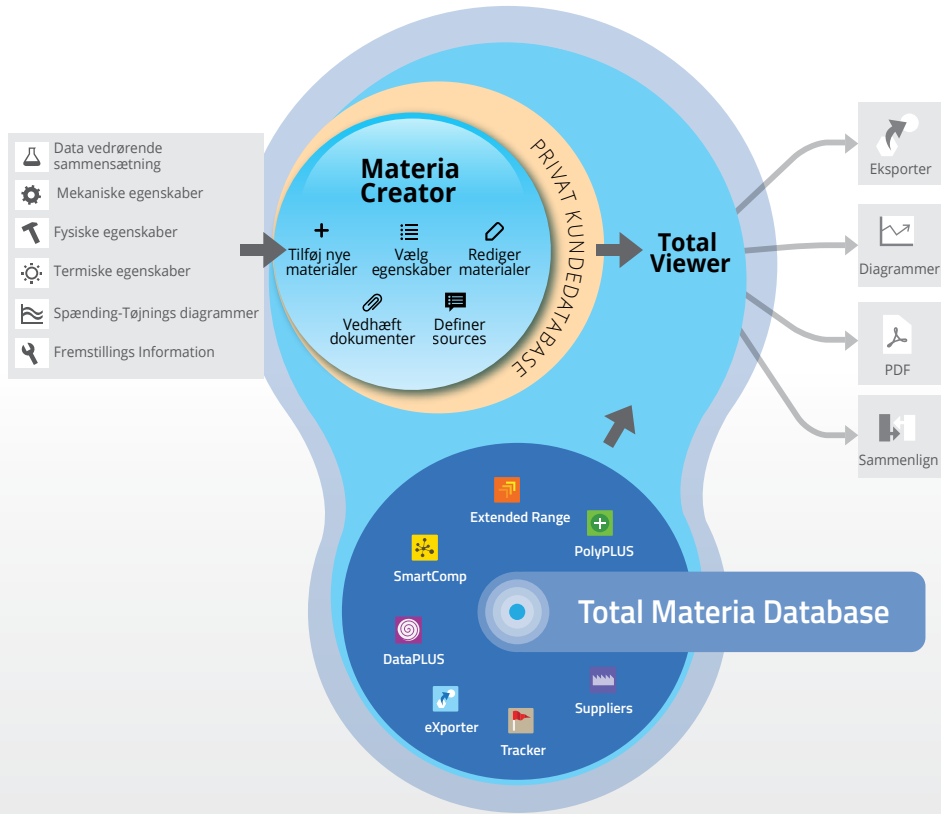 Data vedrørende
sammensætning
Mekaniske egenskaber
Fysiske egenskaber
Termiske egenskaber
Spænding-Tøjnings diagrammer
Fremstillings Information
Materia
Creator
Tilføj nye
materialer
Vælg
egenskaber
Rediger
materialer
Vedhæft
dokumenter
Definer
sources
PRIVAT KUNDEDATABASE
Total
Viewer
Eksporter
Diagrammer
PDF
Sammenlign
Extended Range
PolyPLUS
SmartComp
Total Materia Database
DataPLUS
Suppliers
eXporter
Tracker